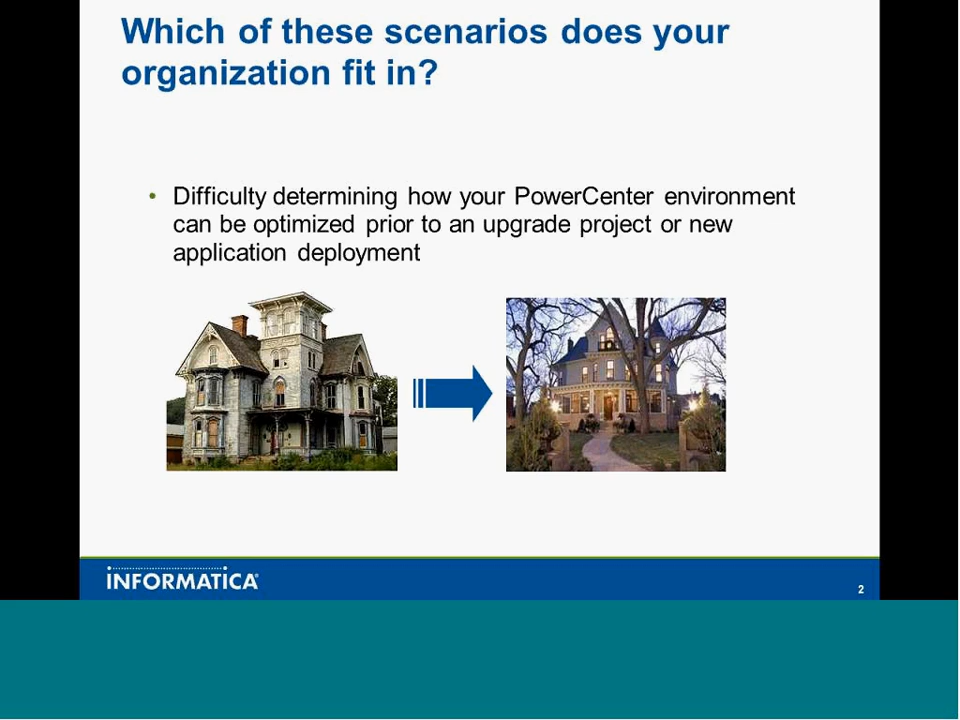 Which of these scenarios does your
organization fit in?
• Difficulty determining how your PowerCenter environment
can be optimized prior to an upgrade project or new
application deployment
INFORMATICA®
2